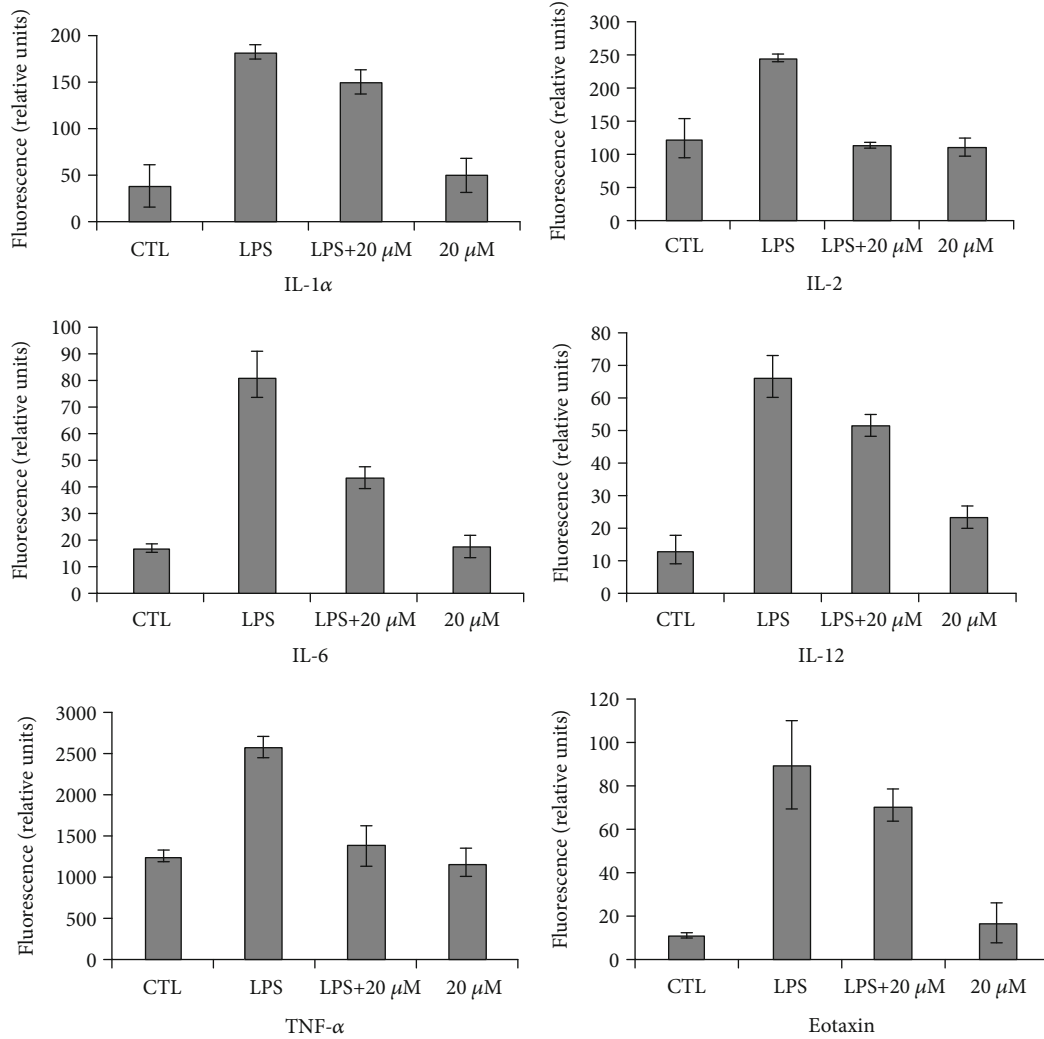 Fluorescence (relative units)
200
150
100
50
0
CTL LPS LPS+20 μM 20 μM
IL-1α
Fluorescence (relative units)
300
250
200
150
100
50
0
CTL LPS LPS+20 μM 20 μM
IL-2
Fluorescence (relative units)
100
90
80
70
60
50
40
30
20
10
0
CTL LPS LPS+20 μM 20 μM
IL-6
Fluorescence (relative units)
80
70
60
50
40
30
20
10
0
CTL LPS LPS+20 μM 20 μM
IL-12
Fluorescence (relative units)
3000
2500
2000
1500
1000
500
0
CTL LPS LPS+20 μM 20 μM
TNF-α
Fluorescence (relative units)
120
100
80
60
40
20
0
CTL LPS LPS+20 μM 20 μM
Eotaxin